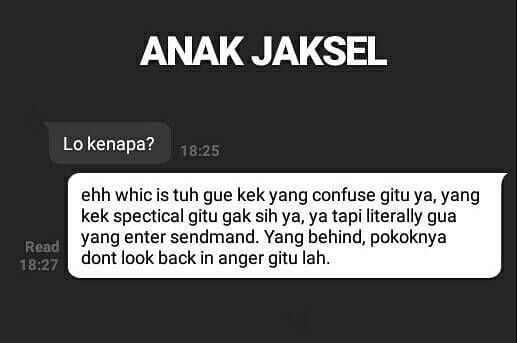 ANAK JAKSEL
Lo kenapa?
18:25
ehh whic is tuh gue kek yang confuse gitu ya, yang
kek spectical gitu gak sih ya, ya tapi literally gua
yang enter sendmand. Yang behind, pokoknya
dont look back in anger gitu lah.
Read
18:27